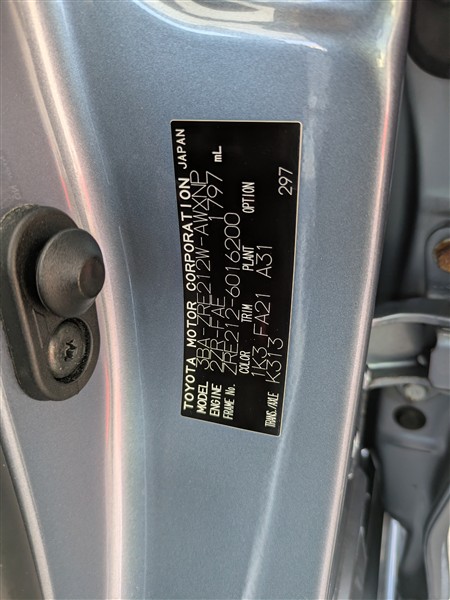 TOYOTA MOTOR CORPORATION JAPAN
MODEL 3BA-ZRE212W-AWXNP
ENGINE 2ZR-FAE 1797 mL
FRAME No. ZRE212-6016200
COLOR TRIM PLANT OPTION
1K3 FA21 A31
TRANS./AXLE K313 297